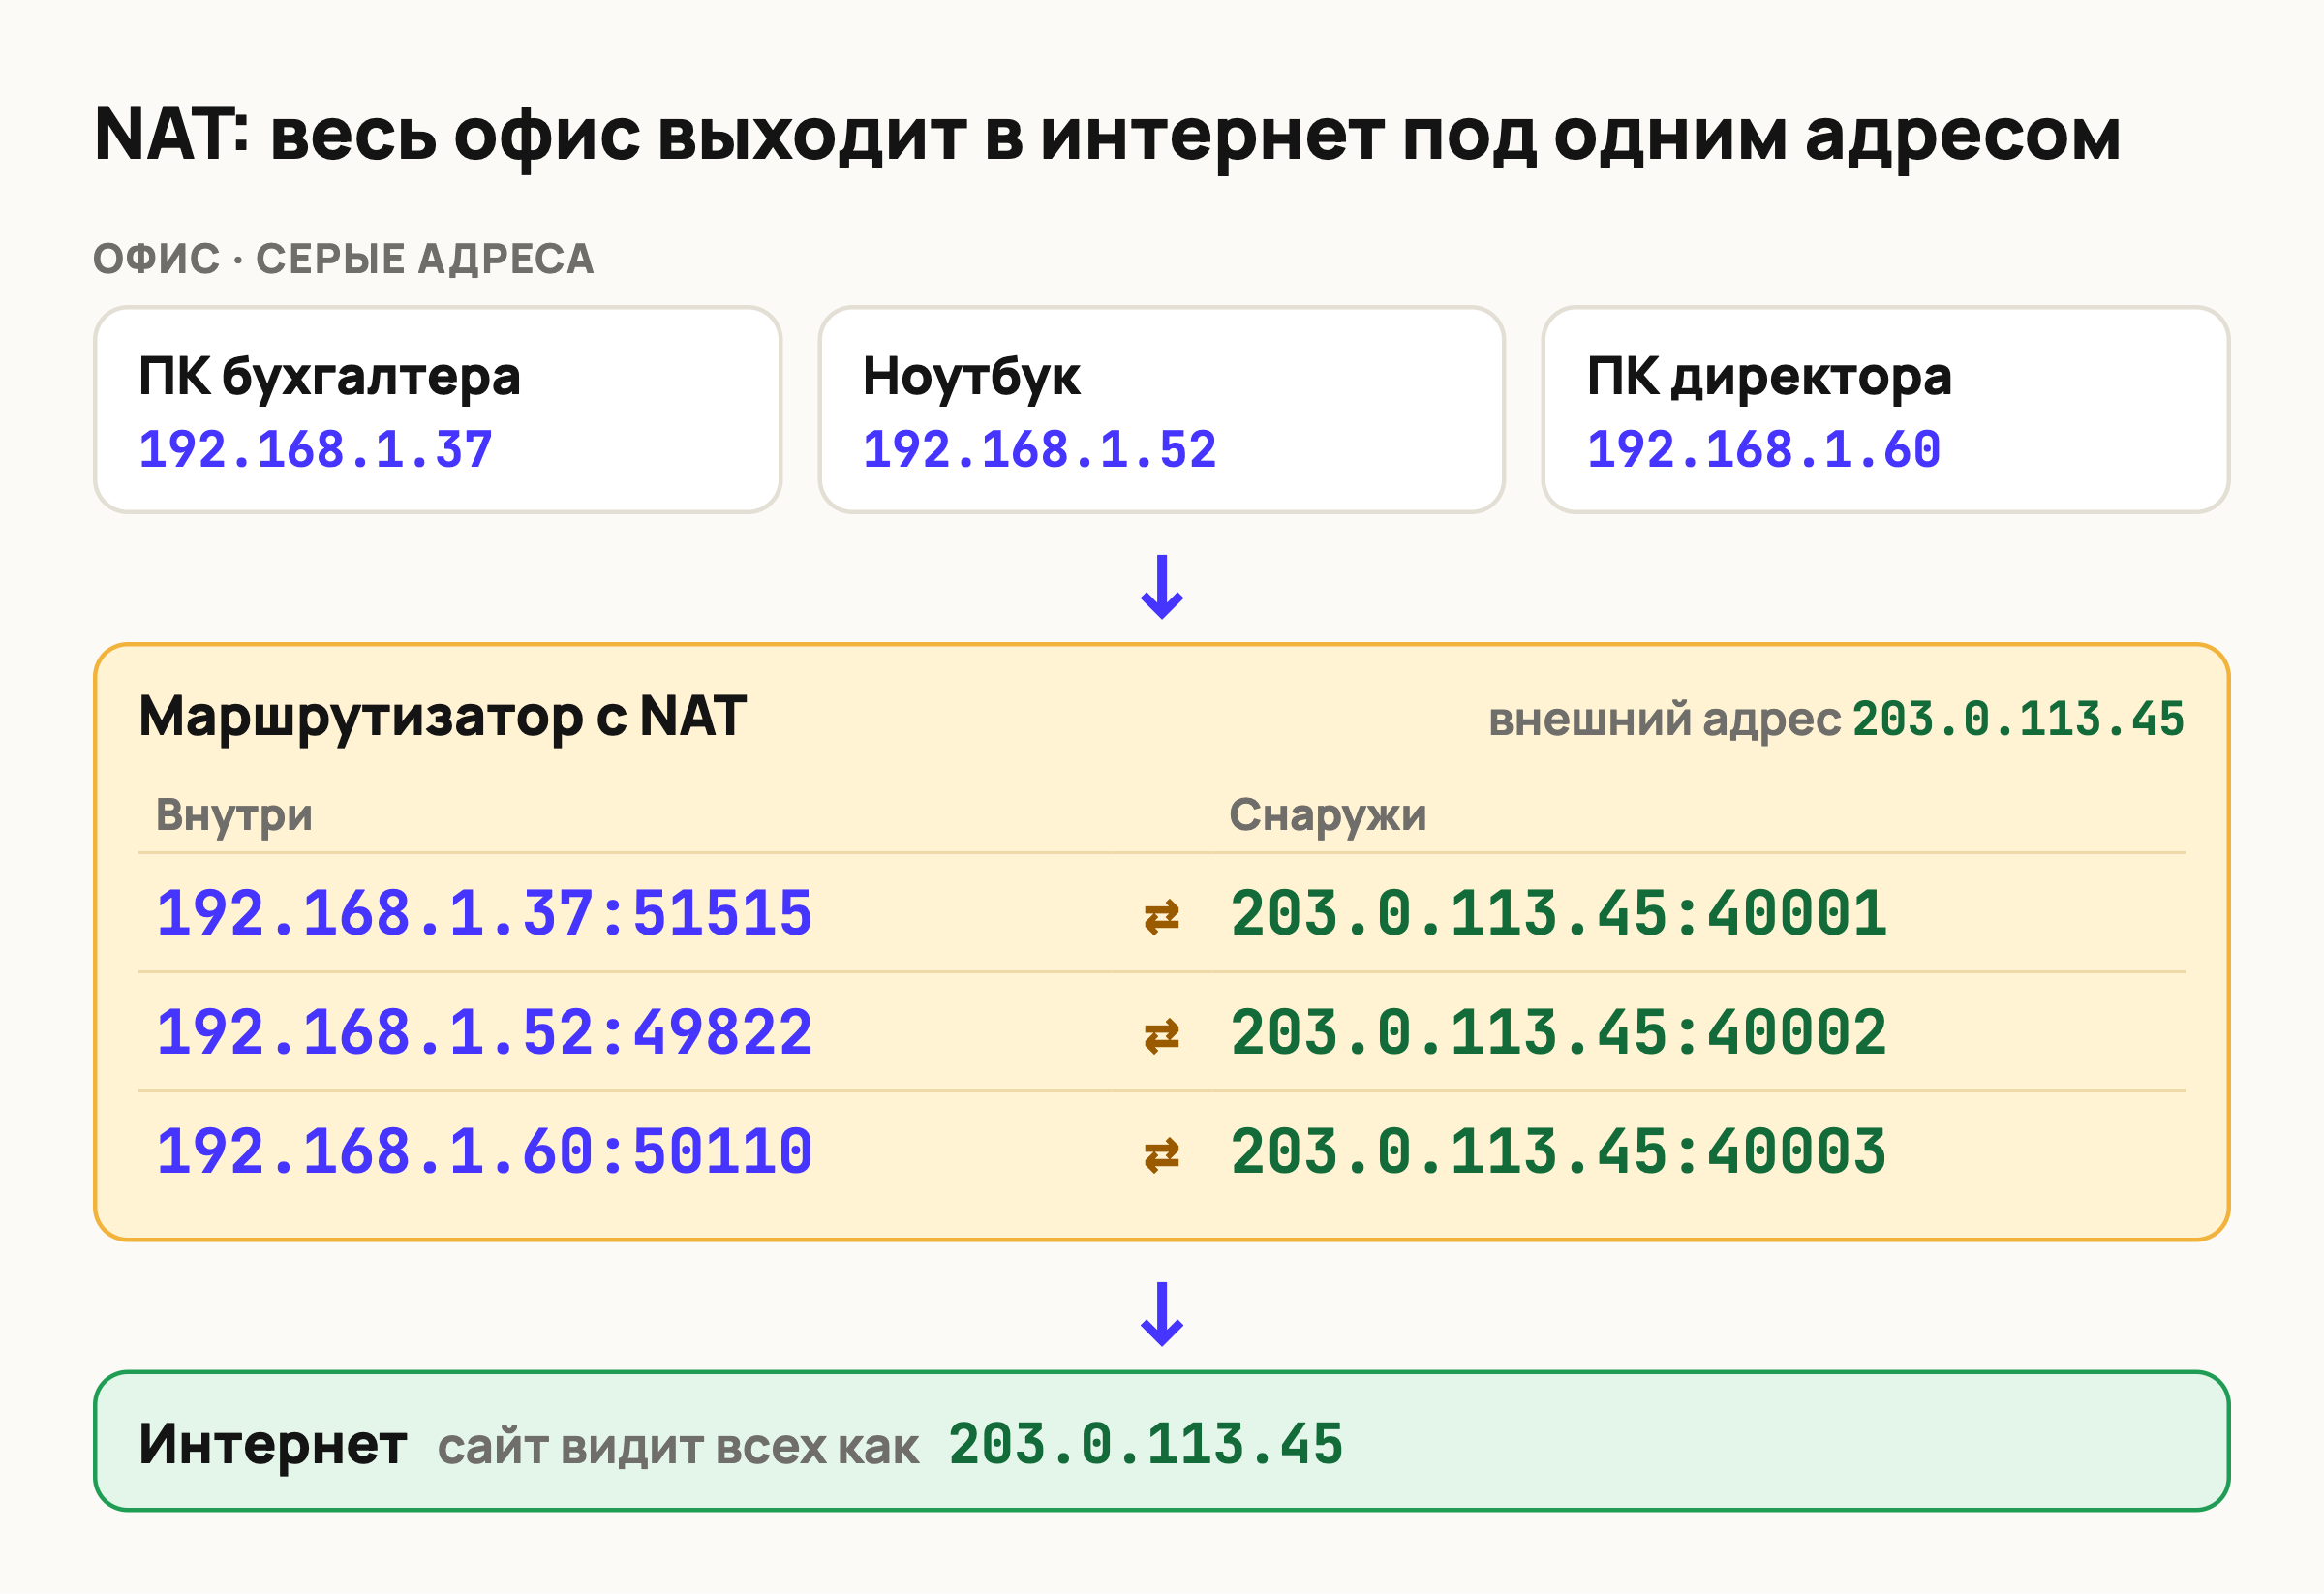 NAT: весь офис выходит в интернет под одним адресом
ОФИС · СЕРЫЕ АДРЕСА
ПК бухгалтера
192.168.1.37
Ноутбук
192.168.1.52
ПК директора
192.168.1.60
↓
Маршрутизатор с NAT
внешний адрес 203.0.113.45
Внутри Снаружи
192.168.1.37:51515 ⇄ 203.0.113.45:40001
192.168.1.52:49822 ⇄ 203.0.113.45:40002
192.168.1.60:50110 ⇄ 203.0.113.45:40003
↓
Интернет сайт видит всех как 203.0.113.45